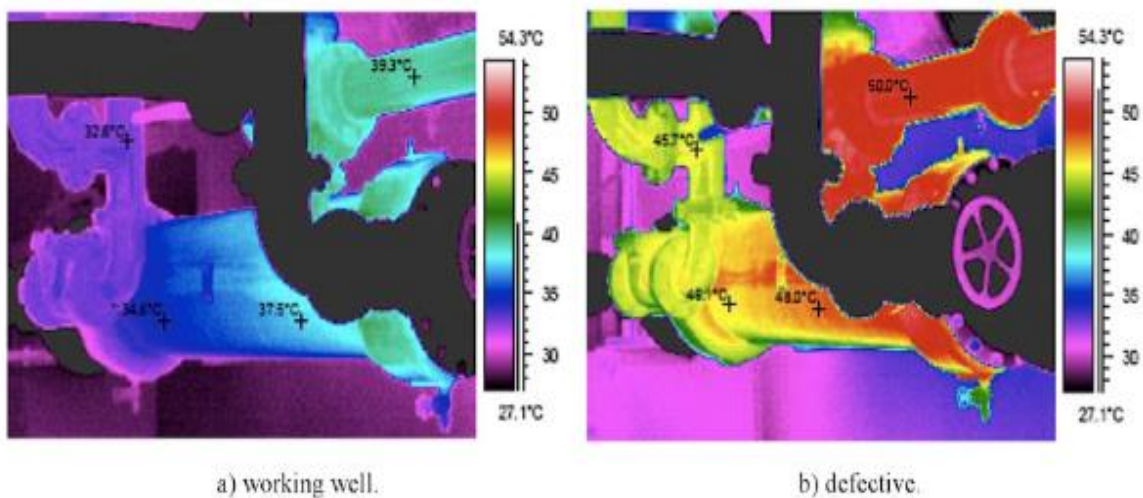 54.3°C
39.3°C
50
32.6°C
45
40
35
34.6°C
37.5°C
30
27.1°C
54.3°C
50.0°C
50
45.7°C
45
40
35
46.1°C
48.0°C
30
27.1°C
a) working well.
b) defective.